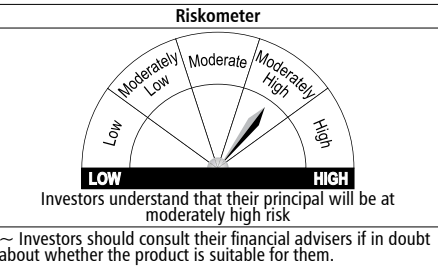 Riskometer
Low
Moderately
Low
Moderate
Moderately
High
High
LOW HIGH
Investors understand that their principal will be at
moderately high risk
~ Investors should consult their financial advisers if in doubt
about whether the product is suitable for them.